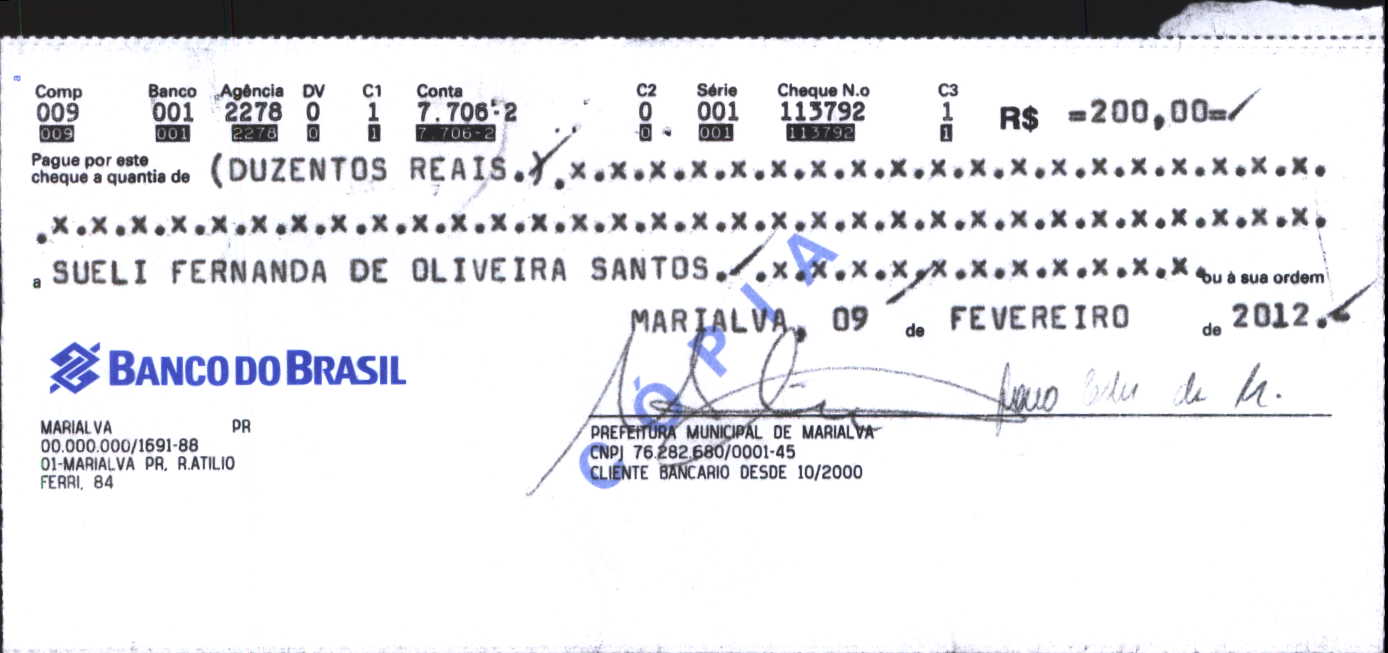 Comp Banco Agência DV C1 Conta C2 Série Cheque N.o C3
009 001 2278 0 1 7.706-2 0 001 113792 1 R$ =200,00=
009 001 2278 0 1 7.706-2 0 001 113792 1
Pague por este
cheque a quantia de (DUZENTOS REAIS.).x.x.x.x.x.x.x.x.x.x.x.x.x.x.x.x.x.x.x.
.x.x.x.x.x.x.x.x.x.x.x.x.x.x.x.x.x.x.x.x.x.x.x.x.x.x.x.x.x.x.x.x.
a SUELI FERNANDA DE OLIVEIRA SANTOS. .x.x.x.x.x.x.x.x.x.x.x. ou à sua ordem
MARIALVA, 09 de FEVEREIRO de 2012.
CÓPIA
BANCO DO BRASIL
MARIALVA PR
00.000.000/1691-88
01-MARIALVA PR, R.ATILIO
FERRI, 84
PREFEITURA MUNICIPAL DE MARIALVA
CNPJ 76.282.680/0001-45
CLIENTE BANCARIO DESDE 10/2000